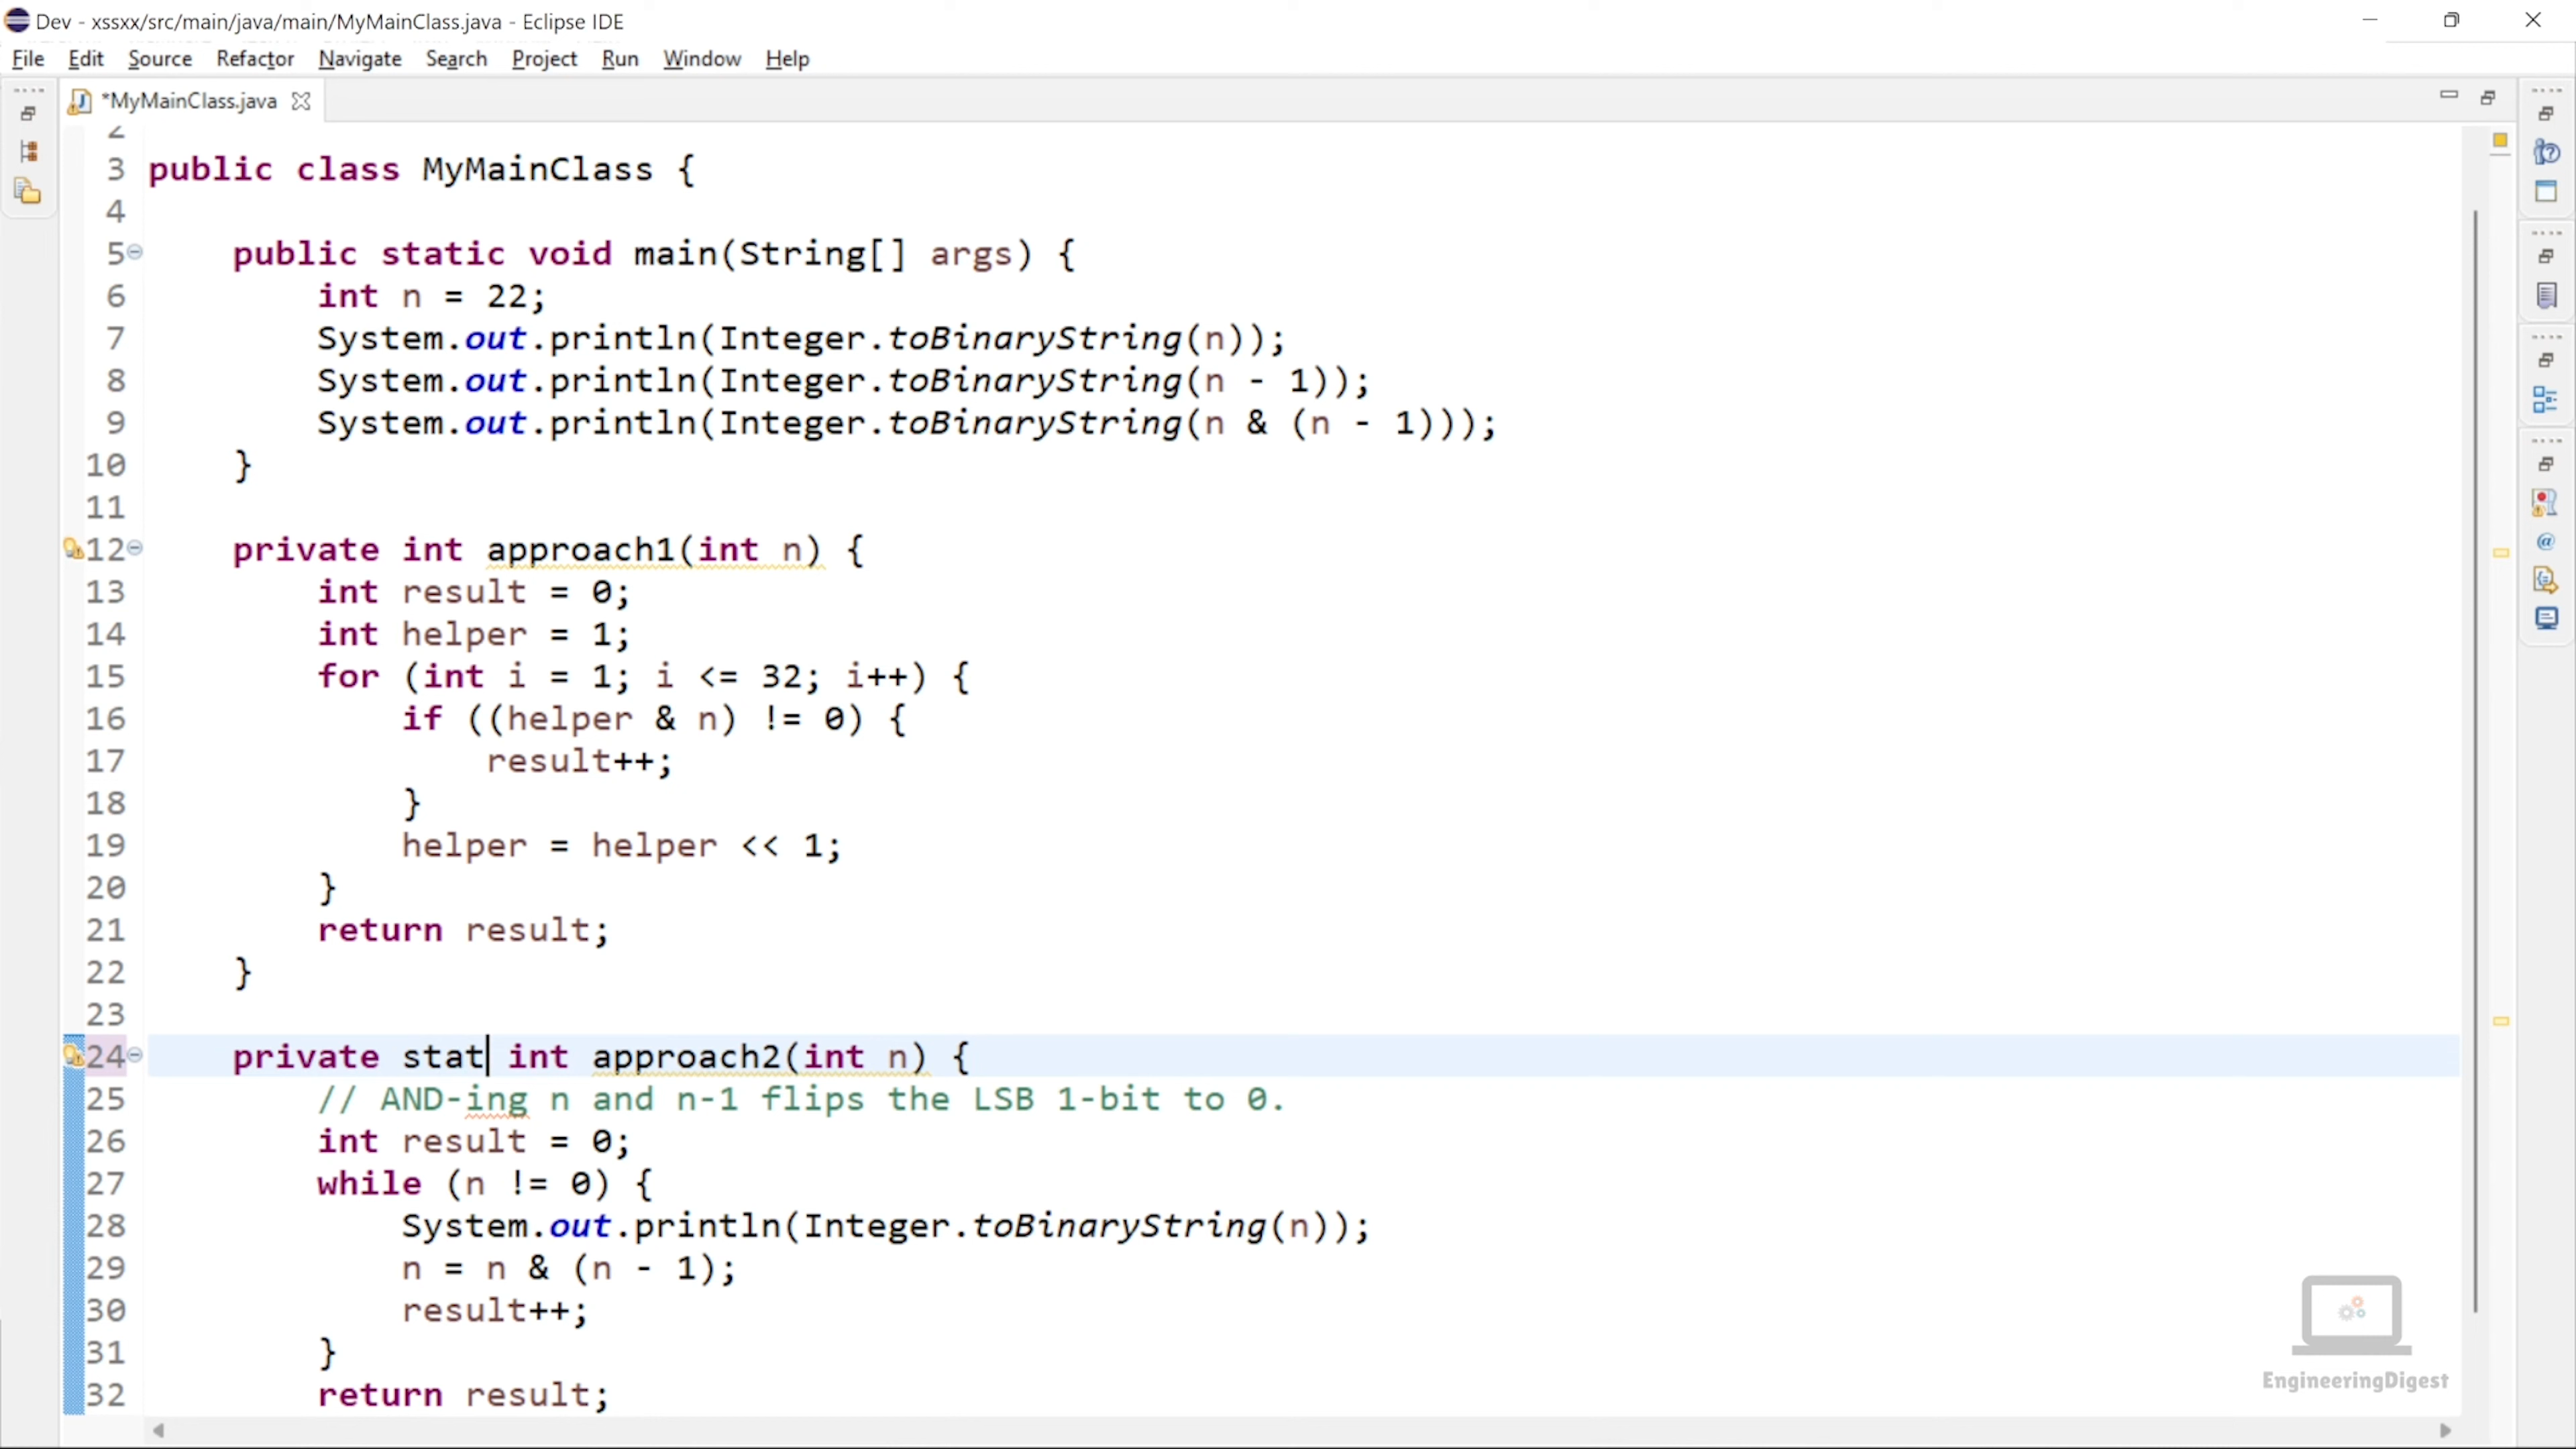 Dev - xssxx/src/main/java/main/MyMainClass.java - Eclipse IDE
File Edit Source Refactor Navigate Search Project Run Window Help
*MyMainClass.java
2
3 public class MyMainClass {
4
5 public static void main(String[] args) {
6 int n = 22;
7 System.out.println(Integer.toBinaryString(n));
8 System.out.println(Integer.toBinaryString(n - 1));
9 System.out.println(Integer.toBinaryString(n & (n - 1)));
10 }
11
12 private int approach1(int n) {
13 int result = 0;
14 int helper = 1;
15 for (int i = 1; i <= 32; i++) {
16 if ((helper & n) != 0) {
17 result++;
18 }
19 helper = helper << 1;
20 }
21 return result;
22 }
23
24 private stat int approach2(int n) {
25 // AND-ing n and n-1 flips the LSB 1-bit to 0.
26 int result = 0;
27 while (n != 0) {
28 System.out.println(Integer.toBinaryString(n));
29 n = n & (n - 1);
30 result++;
31 }
32 return result;
EngineeringDigest